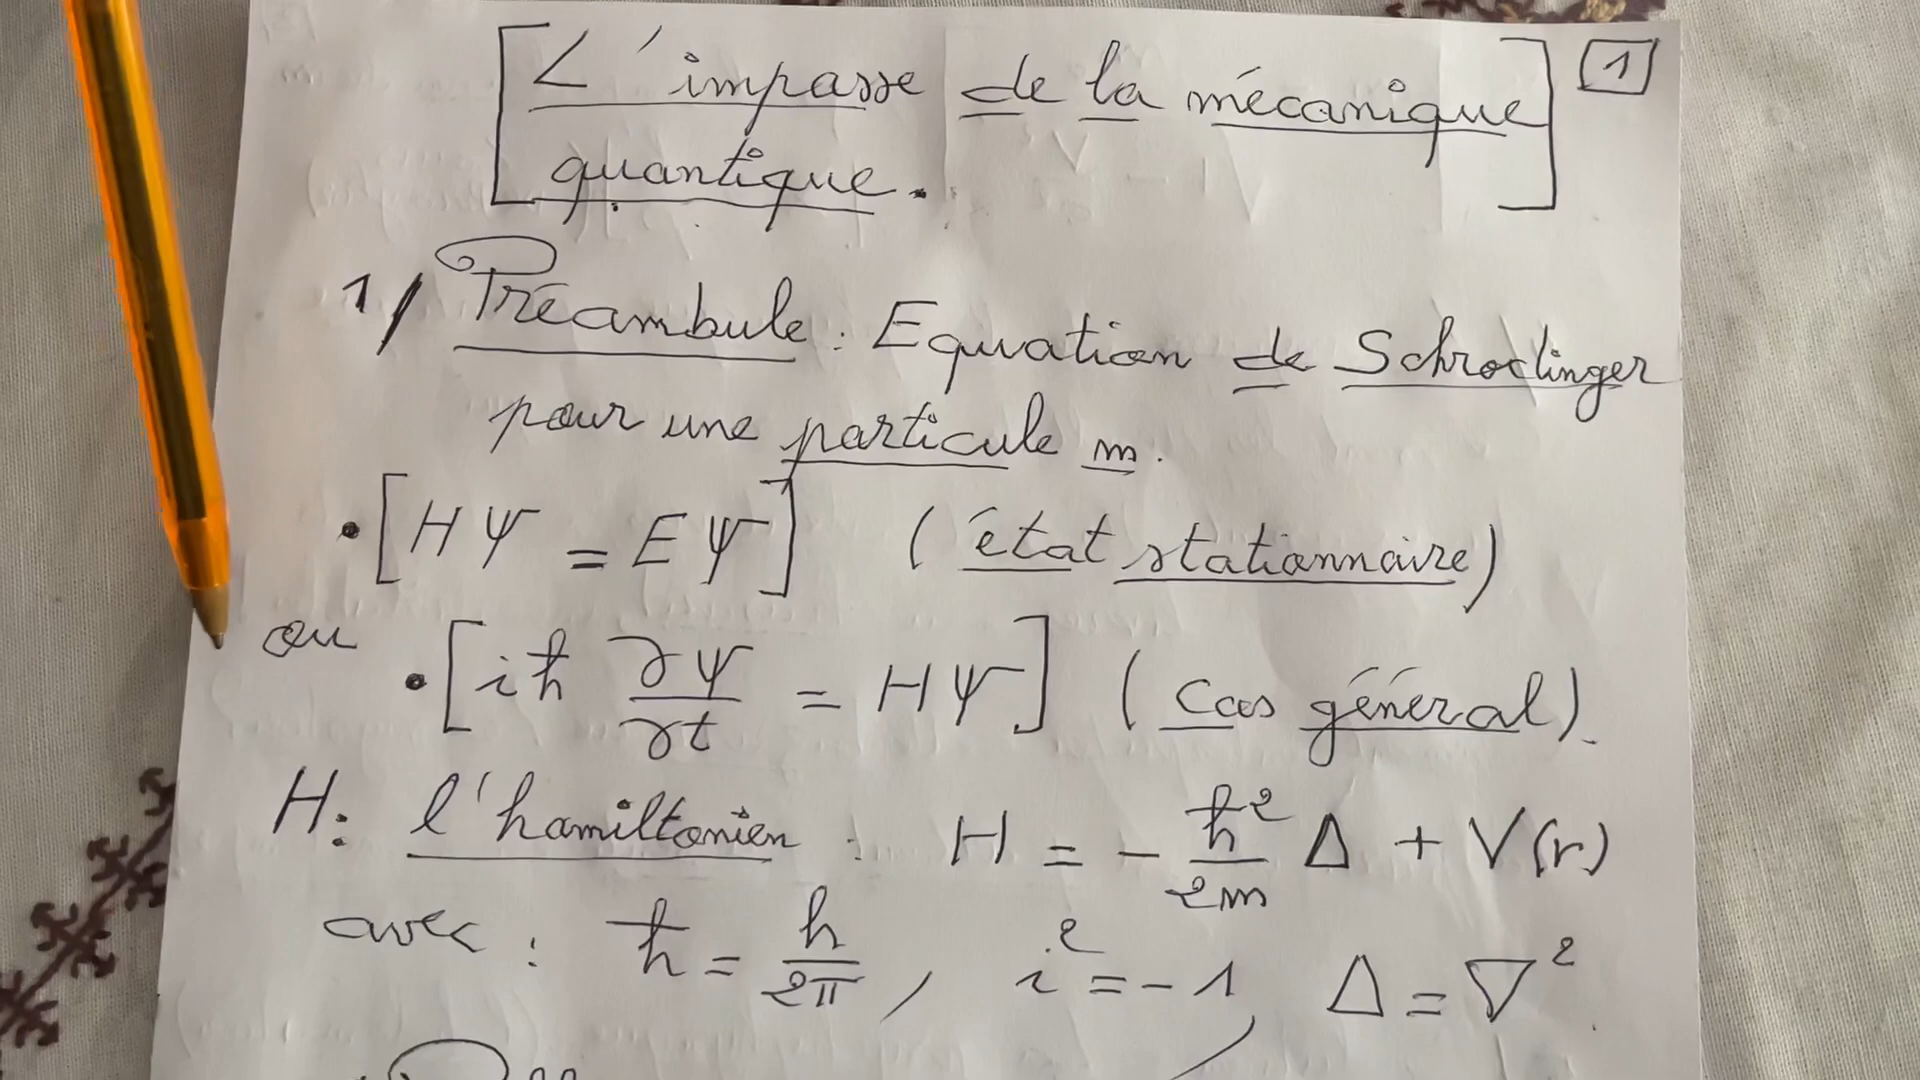 [L'impasse de la mécanique] 1
quantique.
1/ Préambule : Equation de Schrodinger
pour une particule m.
• [HΨ = EΨ] (état stationnaire)
ou • [iħ ∂Ψ/∂t = HΨ] (Cas général).
H: l'hamiltonien : H = - ħ²/2m Δ + V(r)
avec : ħ = h/2π, i² = -1, Δ = ∇²